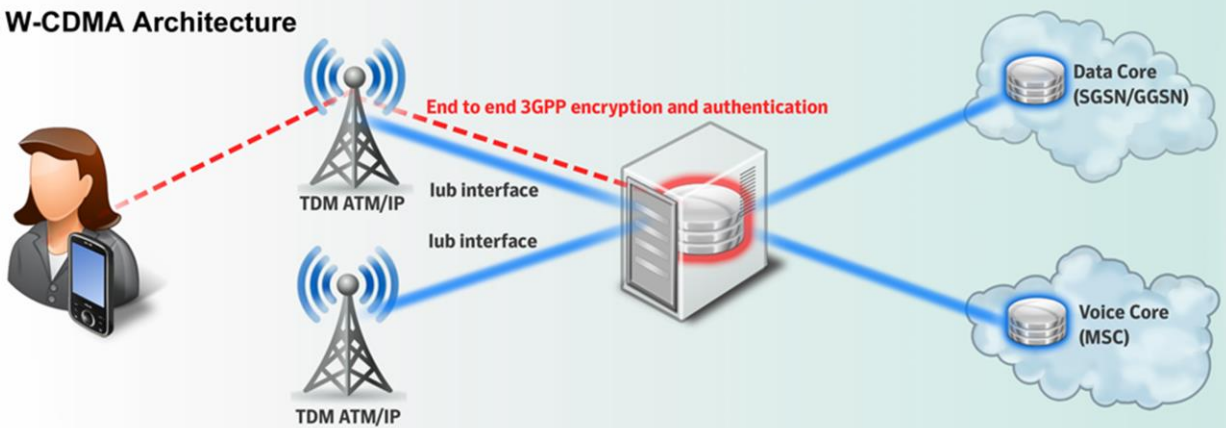 W-CDMA Architecture
End to end 3GPP encryption and authentication
Data Core
(SGSN/GGSN)
TDM ATM/IP
Iub interface
Iub interface
Voice Core
(MSC)
TDM ATM/IP